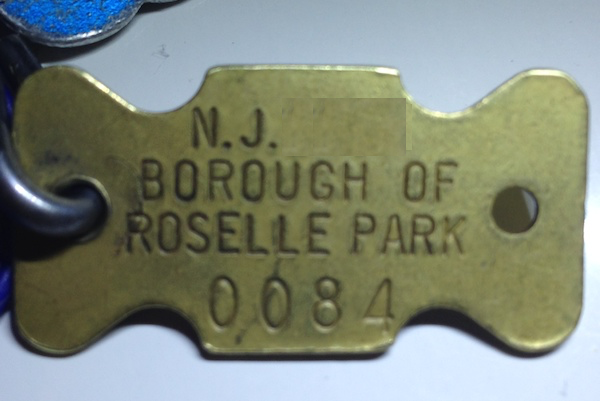 N.J.
BOROUGH OF
ROSELLE PARK
0084